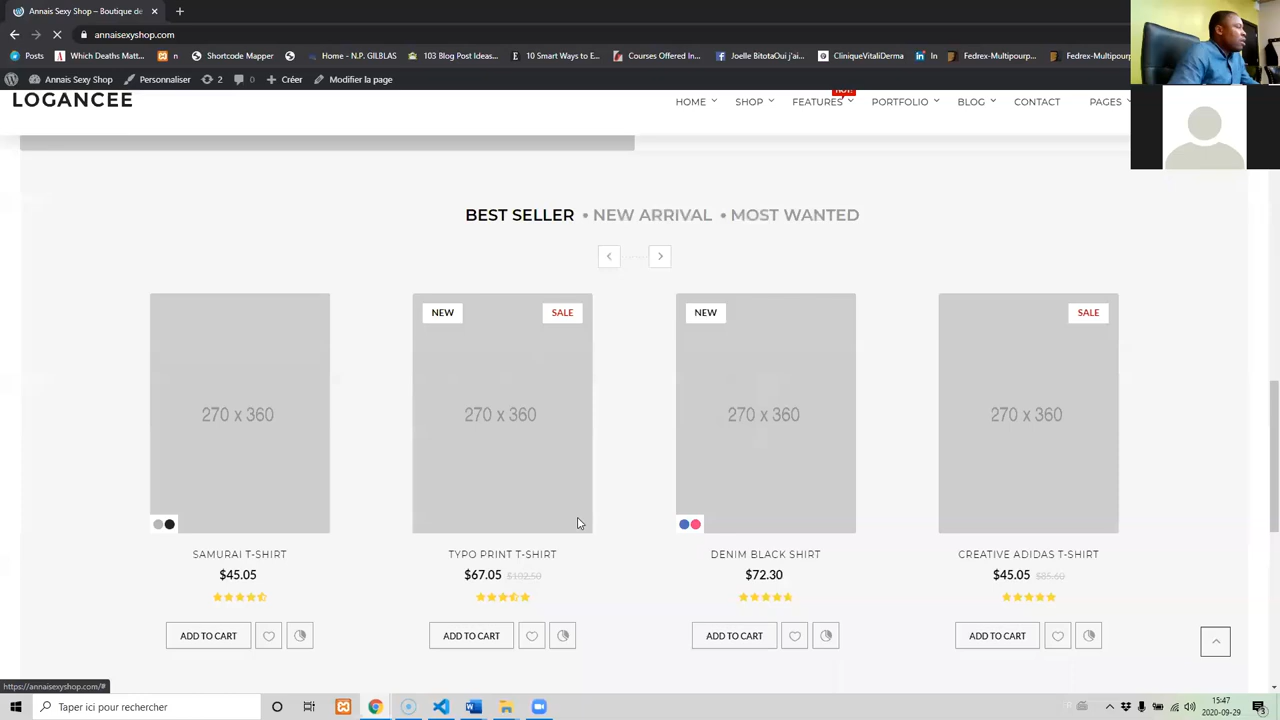 Annais Sexy Shop – Boutique de
annaisexyshop.com
Posts
Which Deaths Matt...
n
Shortcode Mapper
Home - N.P. GILBLAS
103 Blog Post Ideas...
10 Smart Ways to E...
Courses Offered In...
Joelle BitotaOui j'ai...
CliniqueVitaliDerma
n
Fedrex-Multipourp...
Fedrex-Multipourp
Annais Sexy Shop
Personnaliser
2
0
Créer
Modifier la page
LOGANCEE
HOME
SHOP
HOT!
FEATURES
PORTFOLIO
BLOG
CONTACT
PAGES
BEST SELLER • NEW ARRIVAL • MOST WANTED
NEW
SALE
NEW
SALE
270 x 360
270 x 360
270 x 360
270 x 360
SAMURAI T-SHIRT
TYPO PRINT T-SHIRT
DENIM BLACK SHIRT
CREATIVE ADIDAS T-SHIRT
$45.05
$67.05 $102.50
$72.30
$45.05 $85.60
ADD TO CART
ADD TO CART
ADD TO CART
ADD TO CART
https://annaisexyshop.com/#
Taper ici pour rechercher
15:47
2020-09-29
3